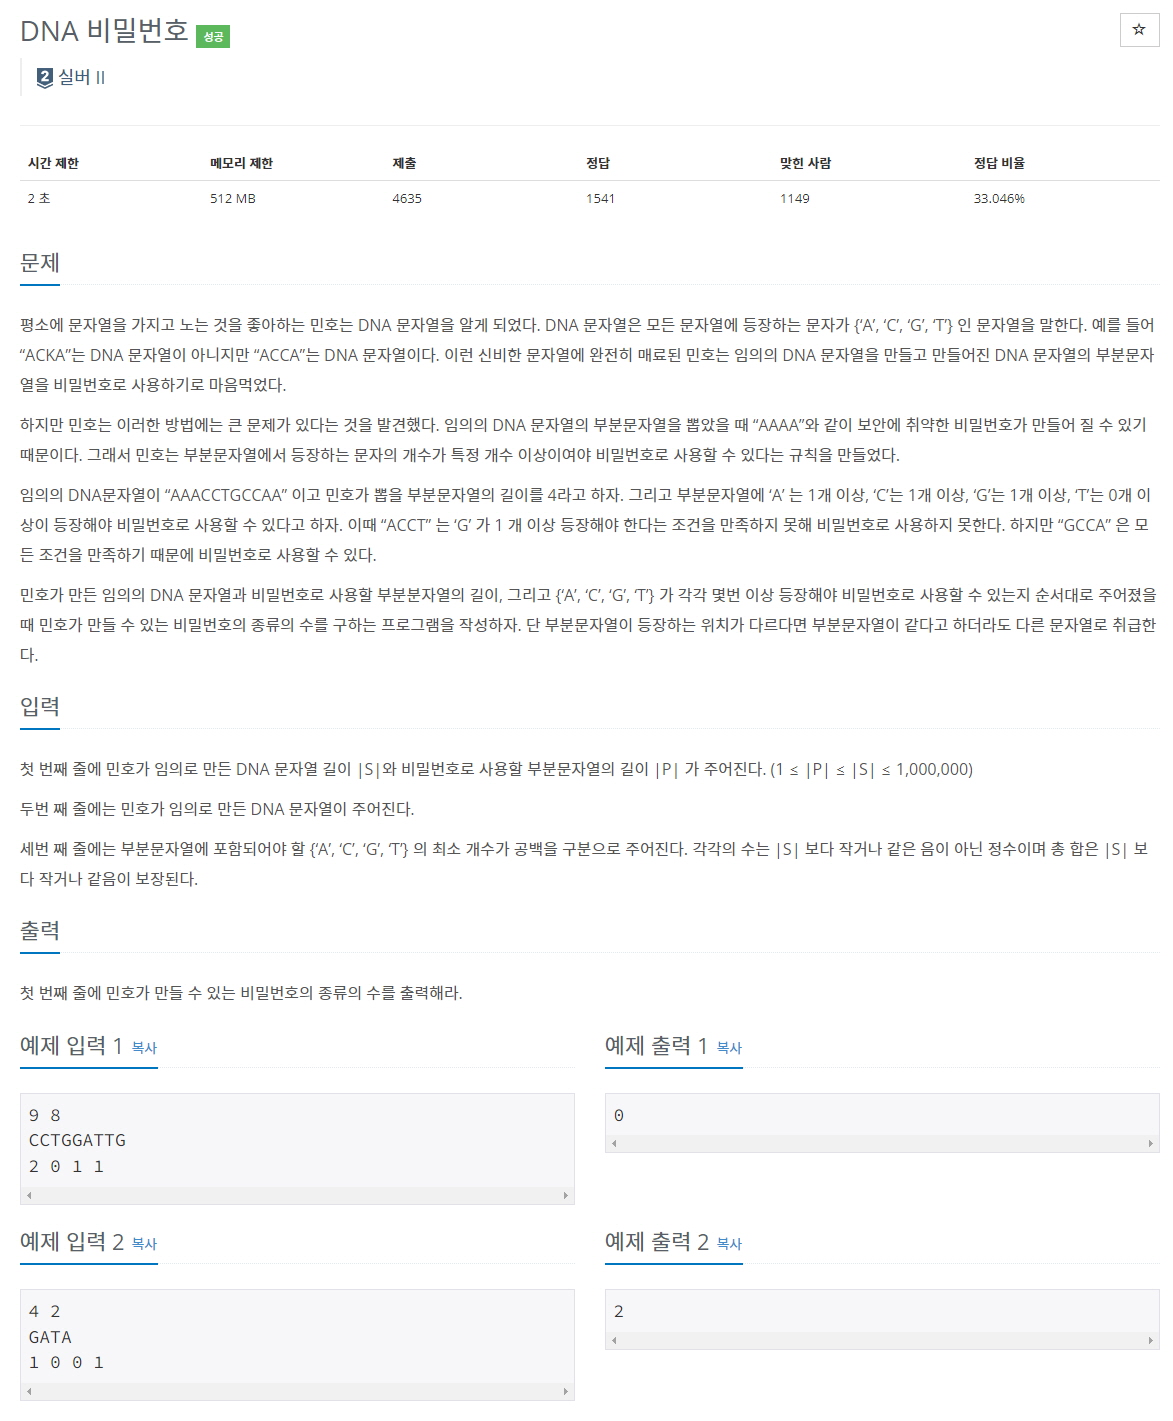 DNA 비밀번호 성공
☆
2 실버 II
시간 제한 메모리 제한 제출 정답 맞힌 사람 정답 비율
2 초 512 MB 4635 1541 1149 33.046%
문제
평소에 문자열을 가지고 노는 것을 좋아하는 민호는 DNA 문자열을 알게 되었다. DNA 문자열은 모든 문자열에 등장하는 문자가 {‘A’, ‘C’, ‘G’, ‘T’} 인 문자열을 말한다. 예를 들어
“ACKA”는 DNA 문자열이 아니지만 “ACCA”는 DNA 문자열이다. 이런 신비한 문자열에 완전히 매료된 민호는 임의의 DNA 문자열을 만들고 만들어진 DNA 문자열의 부분문자
열을 비밀번호로 사용하기로 마음먹었다.
하지만 민호는 이러한 방법에는 큰 문제가 있다는 것을 발견했다. 임의의 DNA 문자열의 부분문자열을 뽑았을 때 “AAAA”와 같이 보안에 취약한 비밀번호가 만들어 질 수 있기
때문이다. 그래서 민호는 부분문자열에서 등장하는 문자의 개수가 특정 개수 이상이여야 비밀번호로 사용할 수 있다는 규칙을 만들었다.
임의의 DNA문자열이 “AAACCTGCCAA” 이고 민호가 뽑을 부분문자열의 길이를 4라고 하자. 그리고 부분문자열에 ‘A’ 는 1개 이상, ‘C’는 1개 이상, ‘G’는 1개 이상, ‘T’는 0개 이
상이 등장해야 비밀번호로 사용할 수 있다고 하자. 이때 “ACCT” 는 ‘G’ 가 1 개 이상 등장해야 한다는 조건을 만족하지 못해 비밀번호로 사용하지 못한다. 하지만 “GCCA” 은 모
든 조건을 만족하기 때문에 비밀번호로 사용할 수 있다.
민호가 만든 임의의 DNA 문자열과 비밀번호로 사용할 부분분자열의 길이, 그리고 {‘A’, ‘C’, ‘G’, ‘T’} 가 각각 몇번 이상 등장해야 비밀번호로 사용할 수 있는지 순서대로 주어졌을
때 민호가 만들 수 있는 비밀번호의 종류의 수를 구하는 프로그램을 작성하자. 단 부분문자열이 등장하는 위치가 다르다면 부분문자열이 같다고 하더라도 다른 문자열로 취급한
다.
입력
첫 번째 줄에 민호가 임의로 만든 DNA 문자열 길이 |S|와 비밀번호로 사용할 부분문자열의 길이 |P| 가 주어진다. (1 ≤ |P| ≤ |S| ≤ 1,000,000)
두번 째 줄에는 민호가 임의로 만든 DNA 문자열이 주어진다.
세번 째 줄에는 부분문자열에 포함되어야 할 {‘A’, ‘C’, ‘G’, ‘T’} 의 최소 개수가 공백을 구분으로 주어진다. 각각의 수는 |S| 보다 작거나 같은 음이 아닌 정수이며 총 합은 |S| 보
다 작거나 같음이 보장된다.
출력
첫 번째 줄에 민호가 만들 수 있는 비밀번호의 종류의 수를 출력해라.
예제 입력 1 복사
9 8
CCTGGATTG
2 0 1 1
예제 출력 1 복사
0
예제 입력 2 복사
4 2
GATA
1 0 0 1
예제 출력 2 복사
2